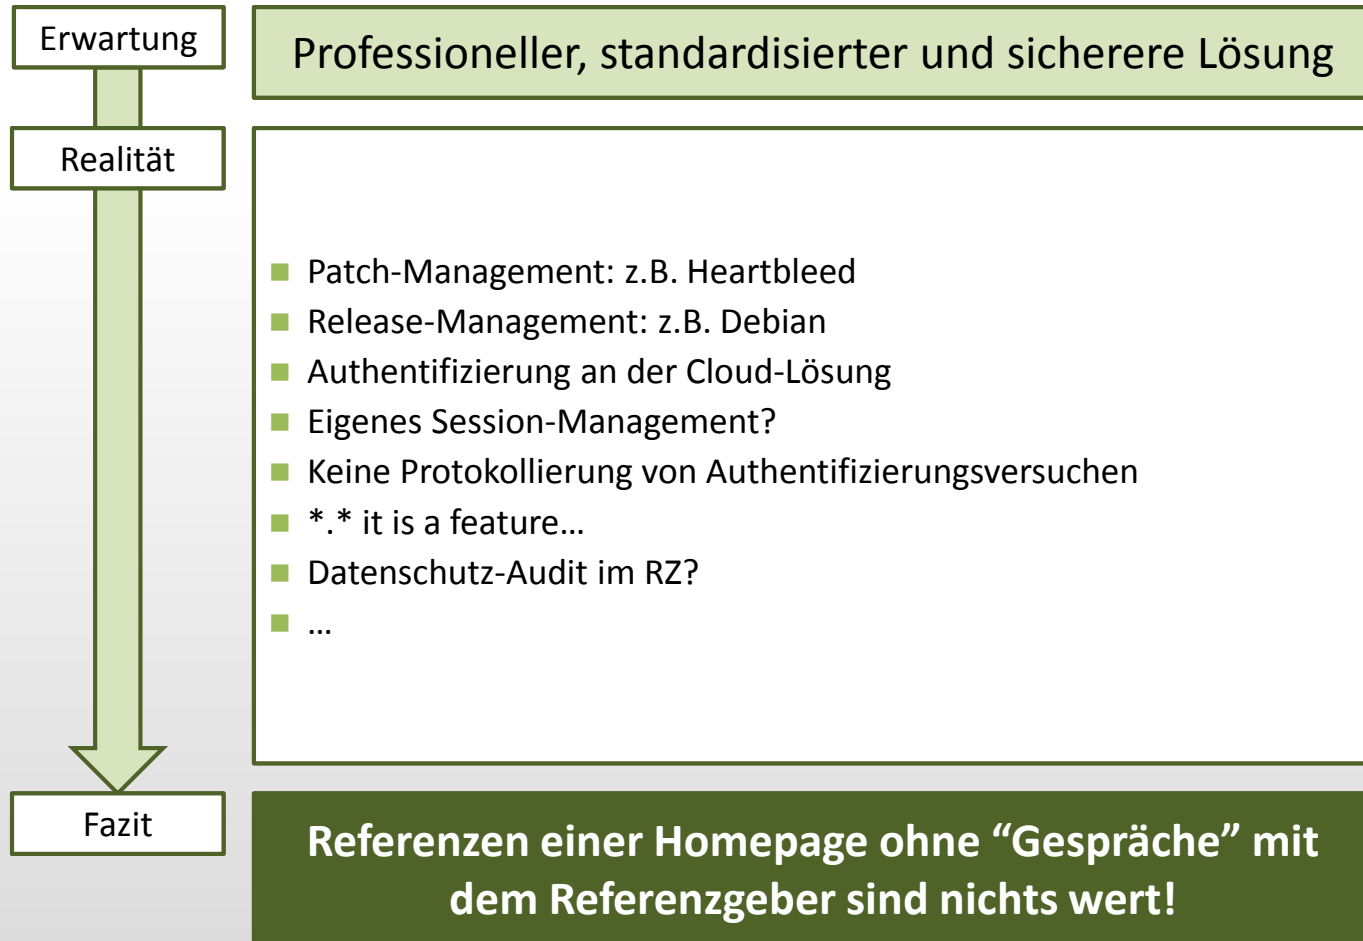 Erwartung
Professioneller, standardisierter und sicherere Lösung
Realität
Patch-Management: z.B. Heartbleed
Release-Management: z.B. Debian
Authentifizierung an der Cloud-Lösung
Eigenes Session-Management?
Keine Protokollierung von Authentifizierungsversuchen
*.* it is a feature…
Datenschutz-Audit im RZ?
…
Fazit
Referenzen einer Homepage ohne “Gespräche” mit
dem Referenzgeber sind nichts wert!